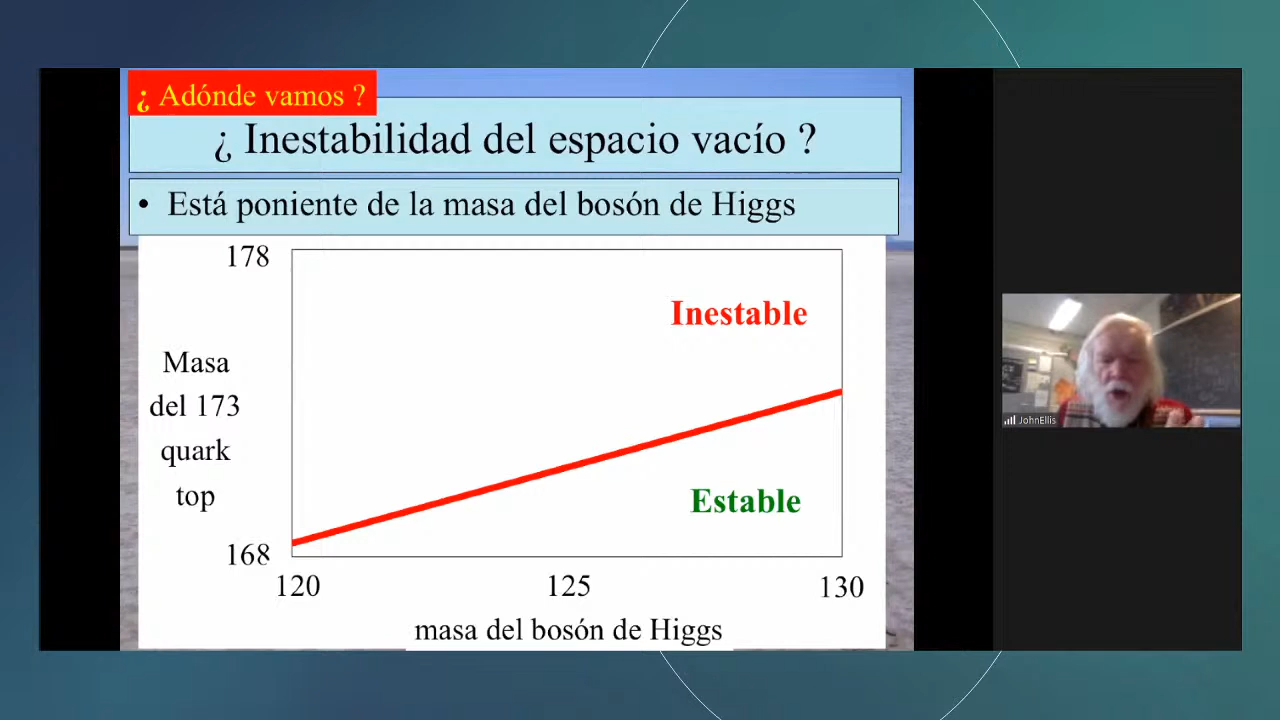 ¿ Adónde vamos ?
¿ Inestabilidad del espacio vacío ?
• Está poniente de la masa del bosón de Higgs
178
Inestable
Masa
del 173
quark
top
Estable
168
120 125 130
masa del bosón de Higgs
JohnEllis